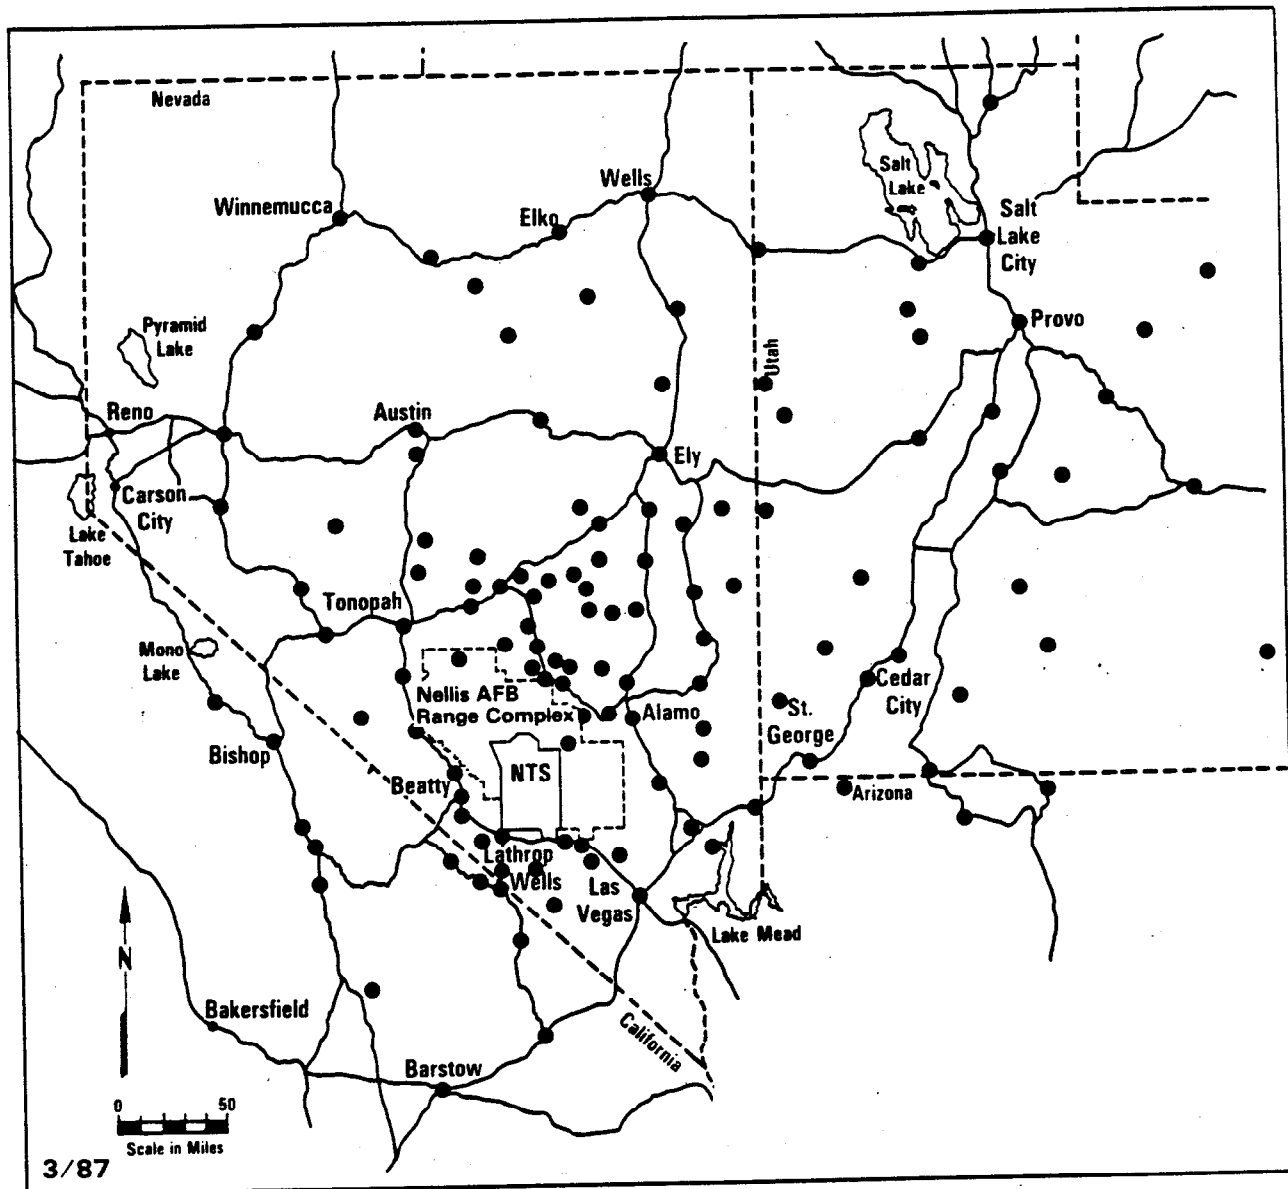 Nevada
Wells
Winnemucca
Elko
Salt
Lake
Salt
Lake
City
Pyramid
Lake
Provo
Utah
Reno
Austin
Ely
Carson
City
Lake
Tahoe
Tonopah
Mono
Lake
Nellis AFB
Range Complex
Alamo
Cedar
City
St.
George
Bishop
NTS
Beatty
Arizona
Lathrop
Wells
Las
Vegas
Lake Mead
N
Bakersfield
California
Barstow
0 50
Scale in Miles
3/87